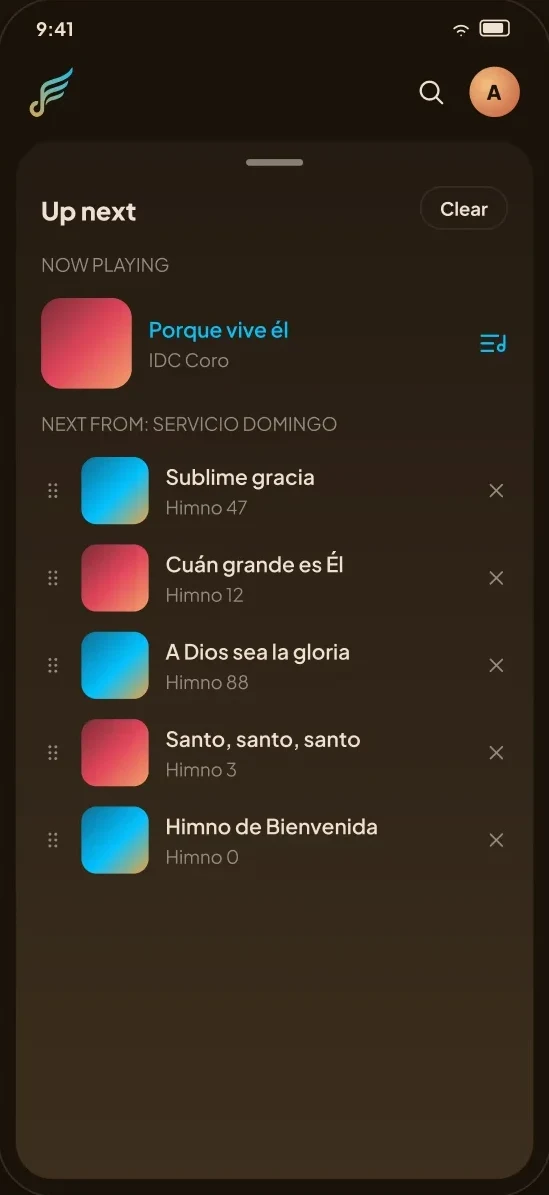 9:41
A
Up next
Clear
NOW PLAYING
Porque vive él
IDC Coro
NEXT FROM: SERVICIO DOMINGO
Sublime gracia
Himno 47
Cuán grande es Él
Himno 12
A Dios sea la gloria
Himno 88
Santo, santo, santo
Himno 3
Himno de Bienvenida
Himno 0